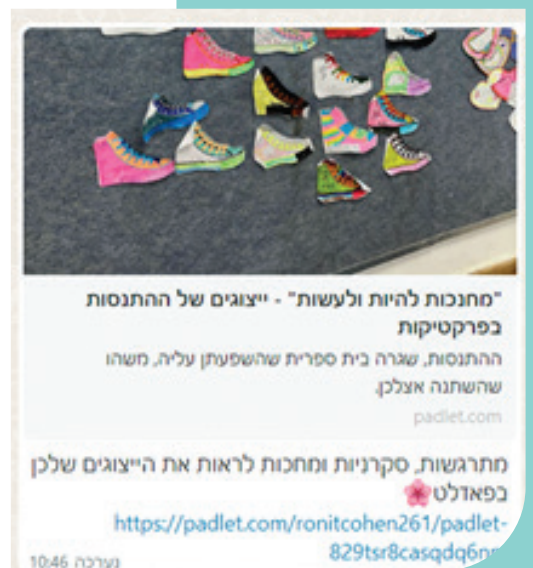 "מחנכות להיות ולעשות" - ייצוגים של ההתנסות
בפרקטיקות
ההתנסות, שגרה בית ספרית שהשפעתן עליה, משהו
שהשתנה אצלכן.
padlet.com
מתרגשות, סקרניות ומחכות לראות את הייצוגים שלכן
בפאדלט🌸
https://padlet.com/ronitcohen261/padlet-
829tsr8casqdq6n
נערכה 10:46